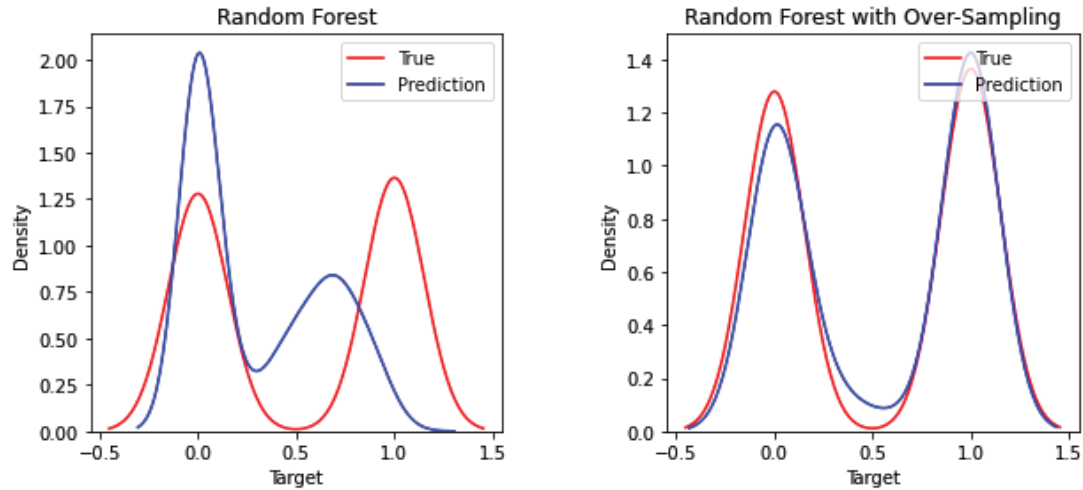 Random Forest
True
Prediction
2.00
1.75
1.50
1.25
1.00
0.75
0.50
0.25
0.00
Density
−0.5 0.0 0.5 1.0 1.5
Target
Random Forest with Over-Sampling
True
Prediction
1.4
1.2
1.0
0.8
0.6
0.4
0.2
0.0
Density
−0.5 0.0 0.5 1.0 1.5
Target